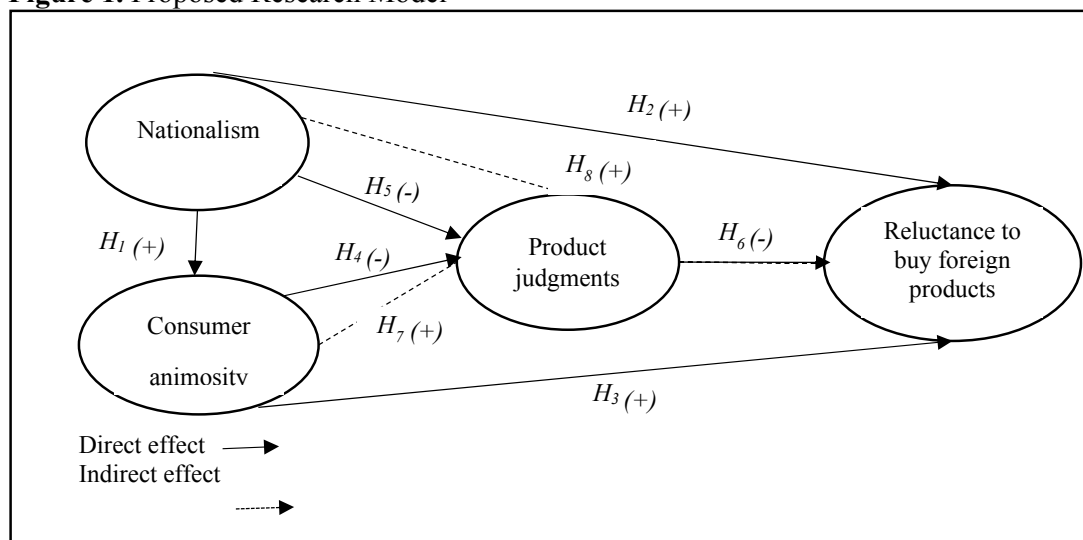 Figure 1. Proposed Research Model
Nationalism
H2 (+)
H8 (+)
H5 (-)
H1 (+)
H4 (-)
Product
judgments
H6 (-)
Reluctance to
buy foreign
products
Consumer
animosity
H7 (+)
H3 (+)
Direct effect
Indirect effect